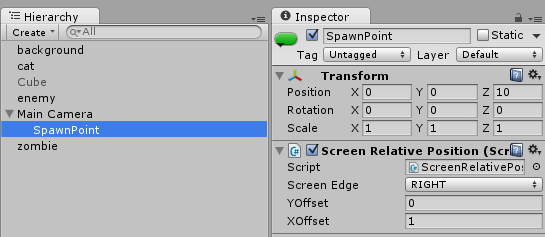 Hierarchy
Create
All
background
cat
Cube
enemy
Main Camera
SpawnPoint
zombie
Inspector
SpawnPoint Static
Tag Untagged Layer Default
Transform
Position X 0 Y 0 Z 10
Rotation X 0 Y 0 Z 0
Scale X 1 Y 1 Z 1
Screen Relative Position (Scr
Script ScreenRelativePos
Screen Edge RIGHT
YOffset 0
XOffset 1